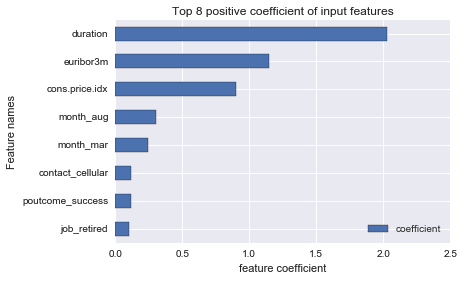 Top 8 positive coefficient of input features
Feature names
duration
euribor3m
cons.price.idx
month_aug
month_mar
contact_cellular
poutcome_success
job_retired
coefficient
0.0 0.5 1.0 1.5 2.0 2.5
feature coefficient